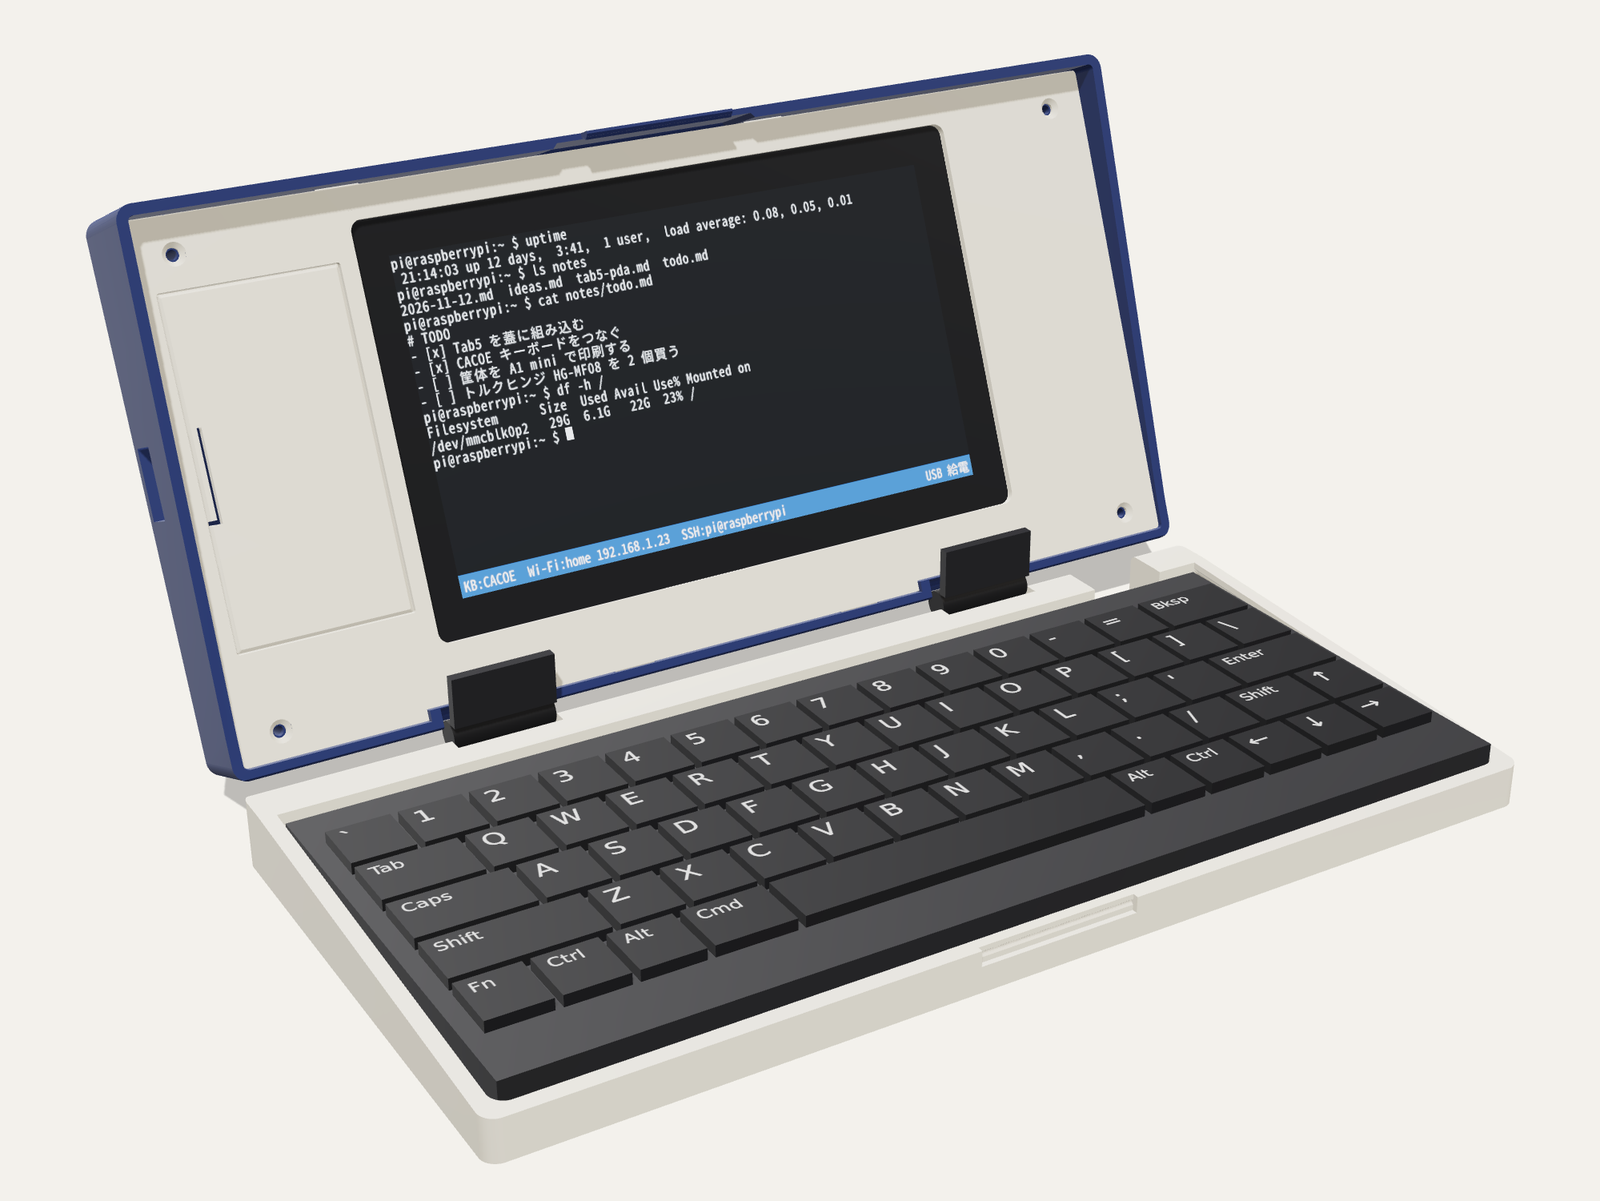 pi@raspberrypi:~ $ uptime
21:14:03 up 12 days,  3:41,  1 user,  load average: 0.08, 0.05, 0.01
pi@raspberrypi:~ $ ls notes
2026-11-12.md  ideas.md  tab5-pda.md  todo.md
pi@raspberrypi:~ $ cat notes/todo.md
# TODO
- [x] Tab5 を蓋に組み込む
- [x] CACOE キーボードをつなぐ
- [ ] 筐体を A1 mini で印刷する
- [ ] トルクヒンジ HG-MF08 を 2 個買う
pi@raspberrypi:~ $ df -h /
Filesystem      Size  Used Avail Use% Mounted on
/dev/mmcblk0p2   29G  6.1G   22G  23% /
pi@raspberrypi:~ $
KB:CACOE  Wi-Fi:home 192.168.1.23  SSH:pi@raspberrypi  USB 給電
` 1 2 3 4 5 6 7 8 9 0 - = Bksp
Tab Q W E R T Y U I O P [ ] \
Caps A S D F G H J K L ; ' Enter
Shift Z X C V B N M , . / Shift ↑
Fn Ctrl Alt Cmd Alt Ctrl ← ↓ →